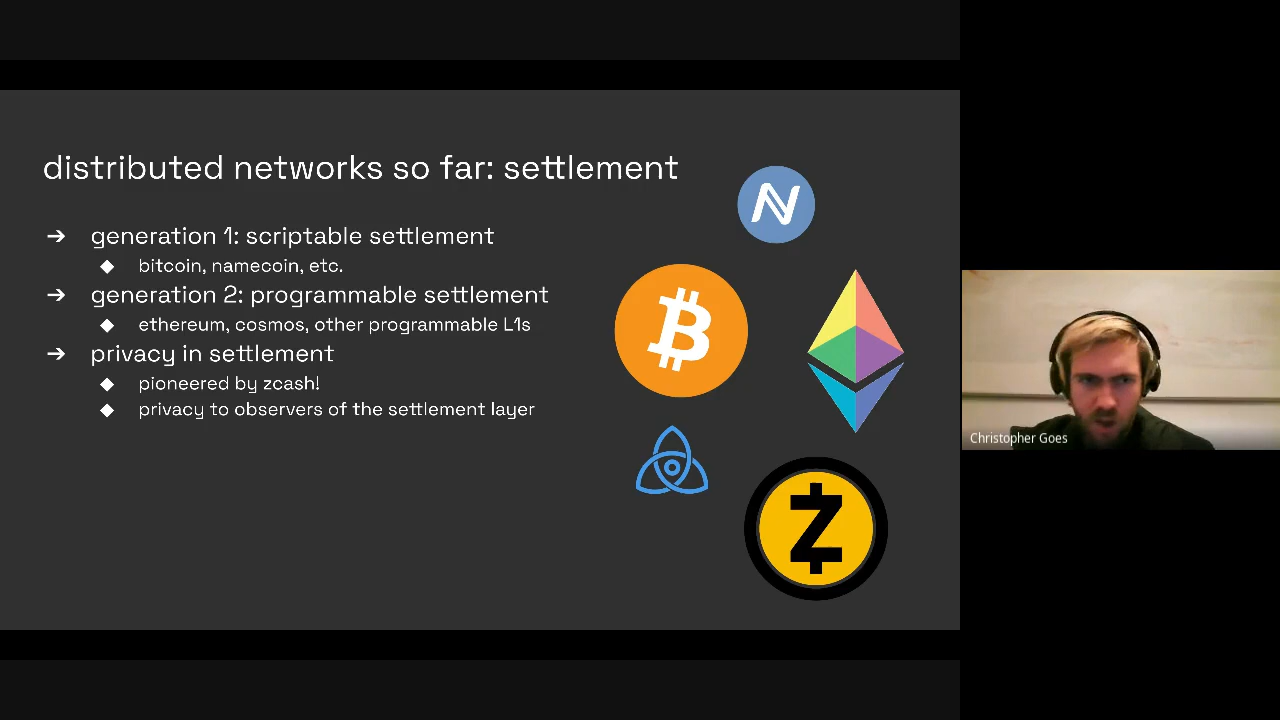 distributed networks so far: settlement
➔ generation 1: scriptable settlement
◆ bitcoin, namecoin, etc.
➔ generation 2: programmable settlement
◆ ethereum, cosmos, other programmable L1s
➔ privacy in settlement
◆ pioneered by zcash!
◆ privacy to observers of the settlement layer
Christopher Goes